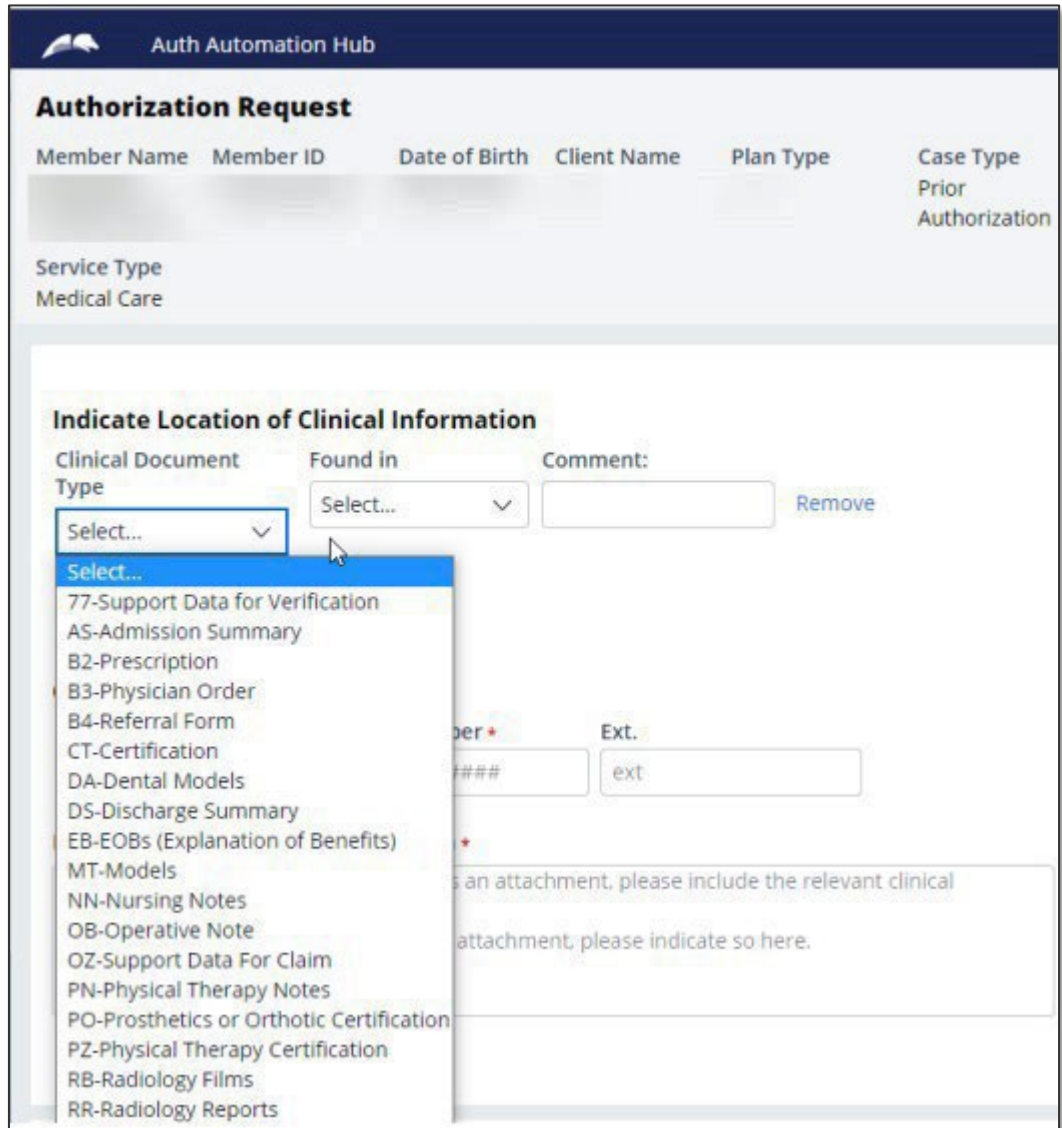 Auth Automation Hub
Authorization Request
Member Name Member ID Date of Birth Client Name Plan Type Case Type
Prior
Authorization
Service Type
Medical Care
Indicate Location of Clinical Information
Clinical Document Found in Comment:
Type
Select... Remove
Select...
Select...
77-Support Data for Verification
AS-Admission Summary
B2-Prescription
B3-Physician Order
B4-Referral Form
ber * Ext.
CT-Certification
#### ext
DA-Dental Models
DS-Discharge Summary
EB-EOBs (Explanation of Benefits) *
MT-Models
s an attachment, please include the relevant clinical
NN-Nursing Notes
OB-Operative Note
attachment, please indicate so here.
OZ-Support Data For Claim
PN-Physical Therapy Notes
PO-Prosthetics or Orthotic Certification
PZ-Physical Therapy Certification
RB-Radiology Films
RR-Radiology Reports